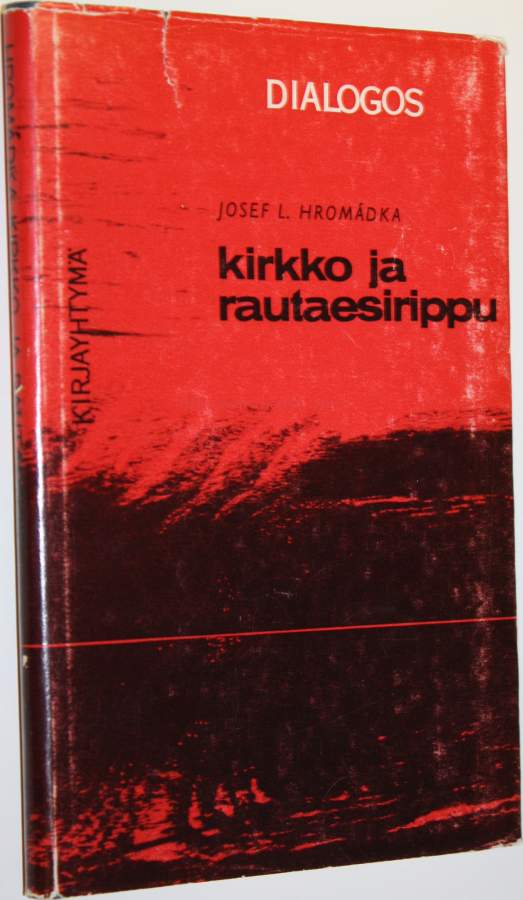 DIALOGOS
JOSEF L. HROMÁDKA
kirkko ja
rautaesirippu
KIRJAYHTYMÄ